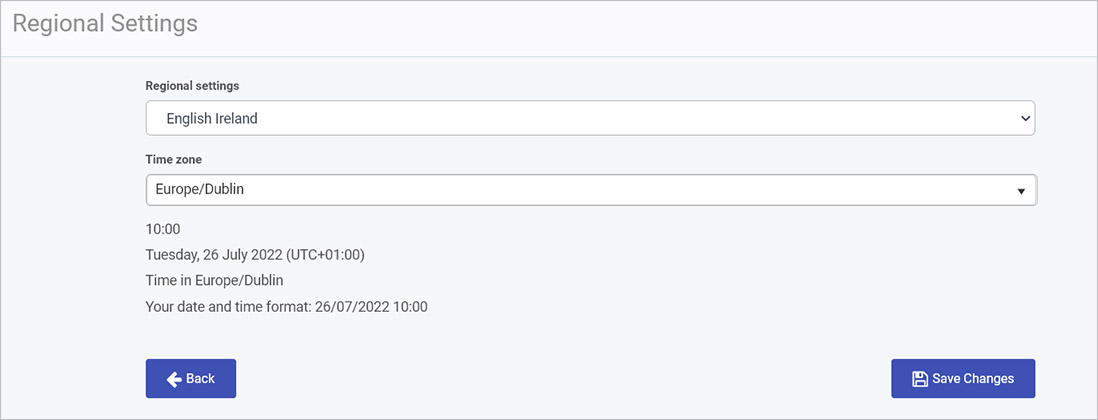 Regional Settings
Regional settings
English Ireland
Time zone
Europe/Dublin
10:00
Tuesday, 26 July 2022 (UTC+01:00)
Time in Europe/Dublin
Your date and time format: 26/07/2022 10:00
Back
Save Changes